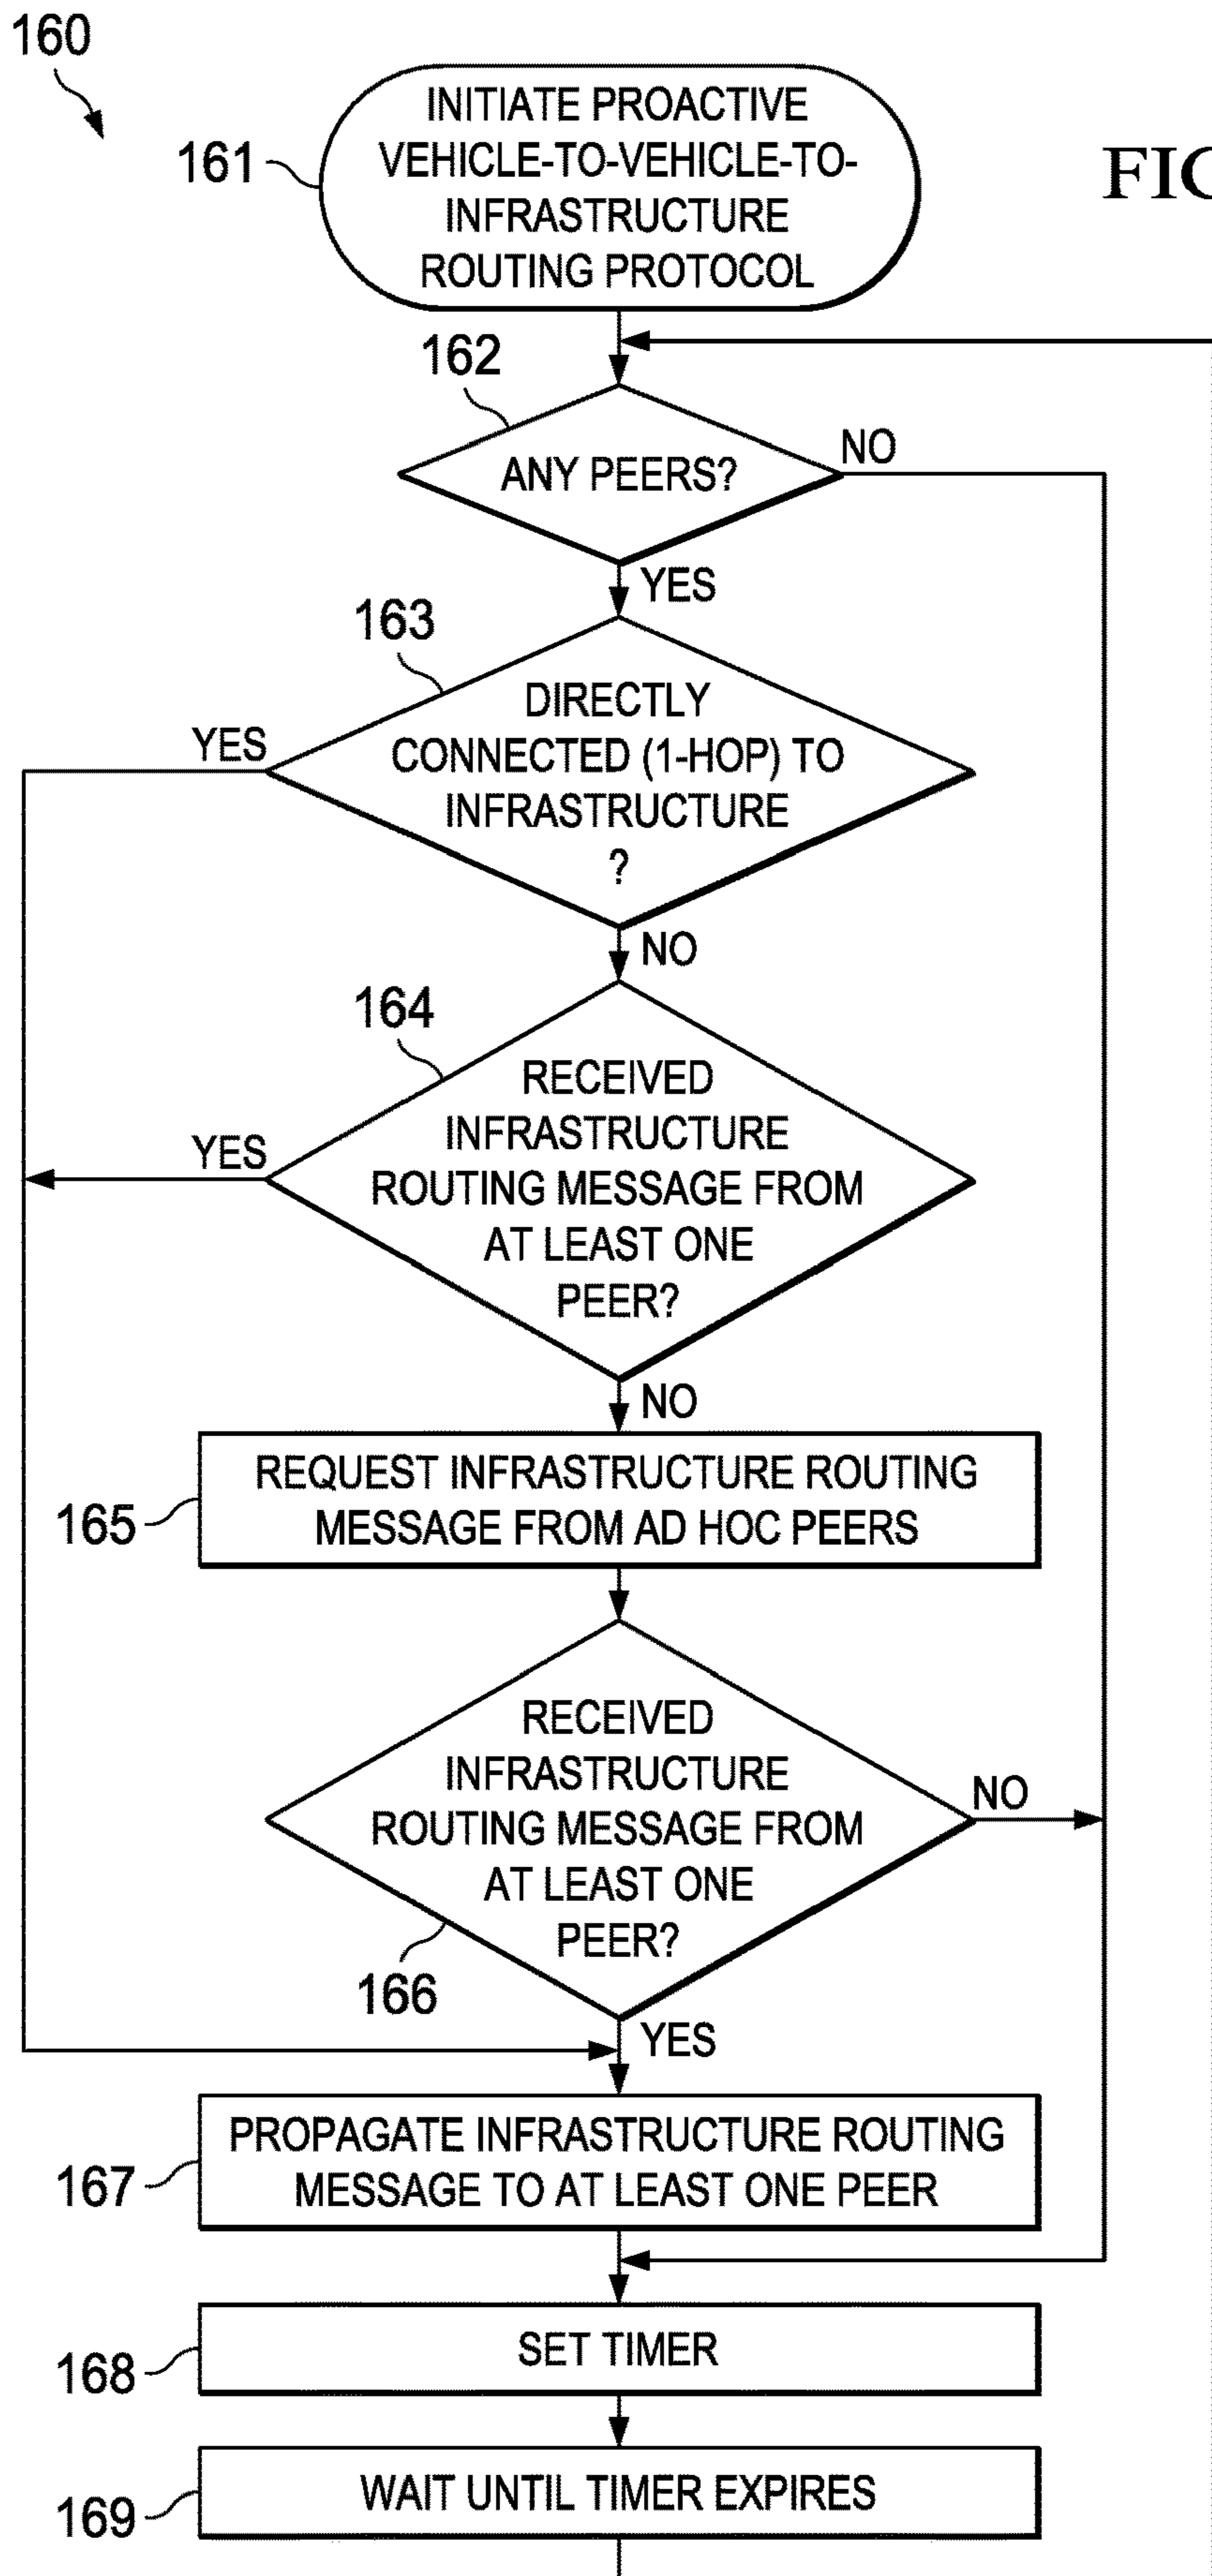 160
INITIATE PROACTIVE
VEHICLE-TO-VEHICLE-TO-
INFRASTRUCTURE
ROUTING PROTOCOL
161
FIG
162
ANY PEERS?
NO
YES
163
DIRECTLY
CONNECTED (1-HOP) TO
INFRASTRUCTURE
?
YES
NO
164
RECEIVED
INFRASTRUCTURE
ROUTING MESSAGE FROM
AT LEAST ONE
PEER?
YES
NO
REQUEST INFRASTRUCTURE ROUTING
MESSAGE FROM AD HOC PEERS
165
RECEIVED
INFRASTRUCTURE
ROUTING MESSAGE FROM
AT LEAST ONE
PEER?
NO
166
YES
PROPAGATE INFRASTRUCTURE ROUTING
MESSAGE TO AT LEAST ONE PEER
167
SET TIMER
168
WAIT UNTIL TIMER EXPIRES
169